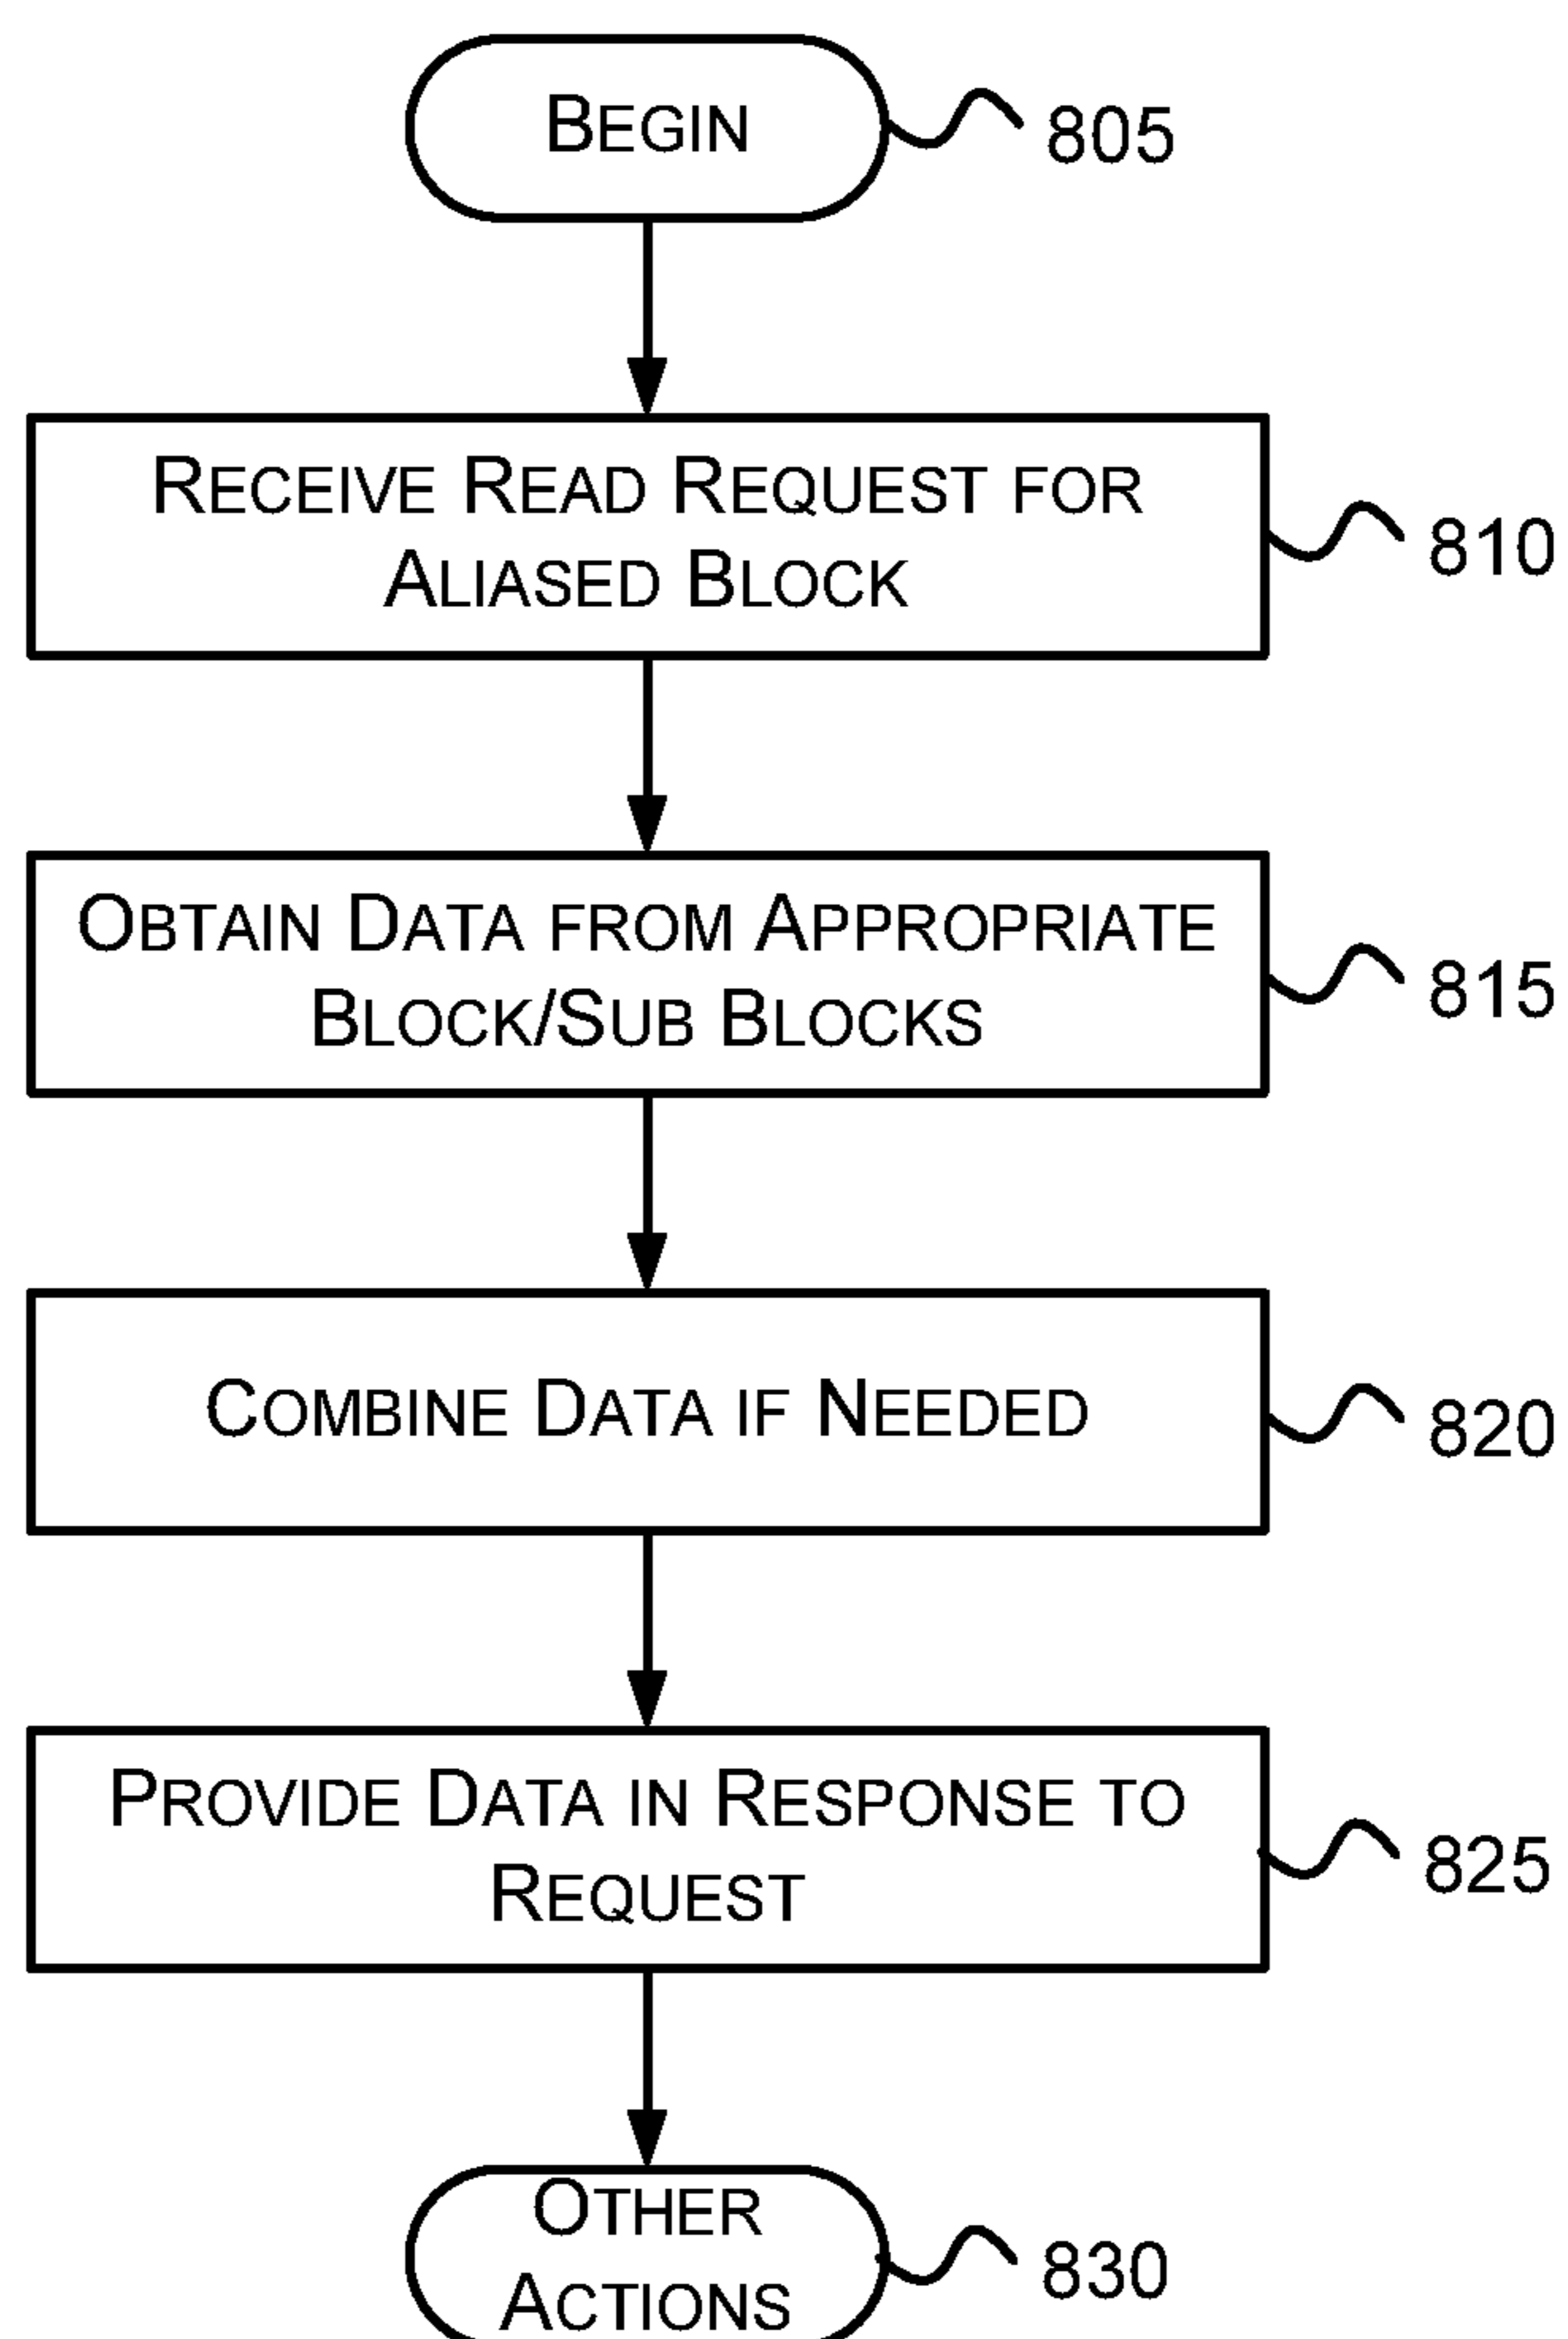 BEGIN
805
RECEIVE READ REQUEST FOR
ALIASED BLOCK
810
OBTAIN DATA FROM APPROPRIATE
BLOCK/SUB BLOCKS
815
COMBINE DATA IF NEEDED
820
PROVIDE DATA IN RESPONSE TO
REQUEST
825
OTHER
ACTIONS
830